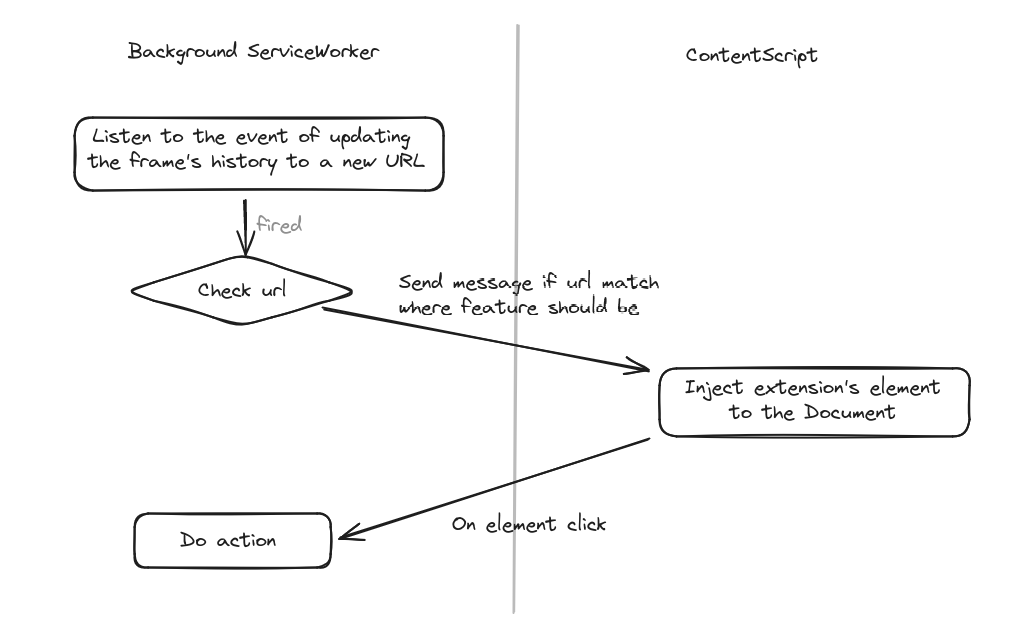 Background ServiceWorker
ContentScript
Listen to the event of updating
the frame's history to a new URL
fired
Check url
Send message if url match
where feature should be
Inject extension's element
to the Document
On element click
Do action